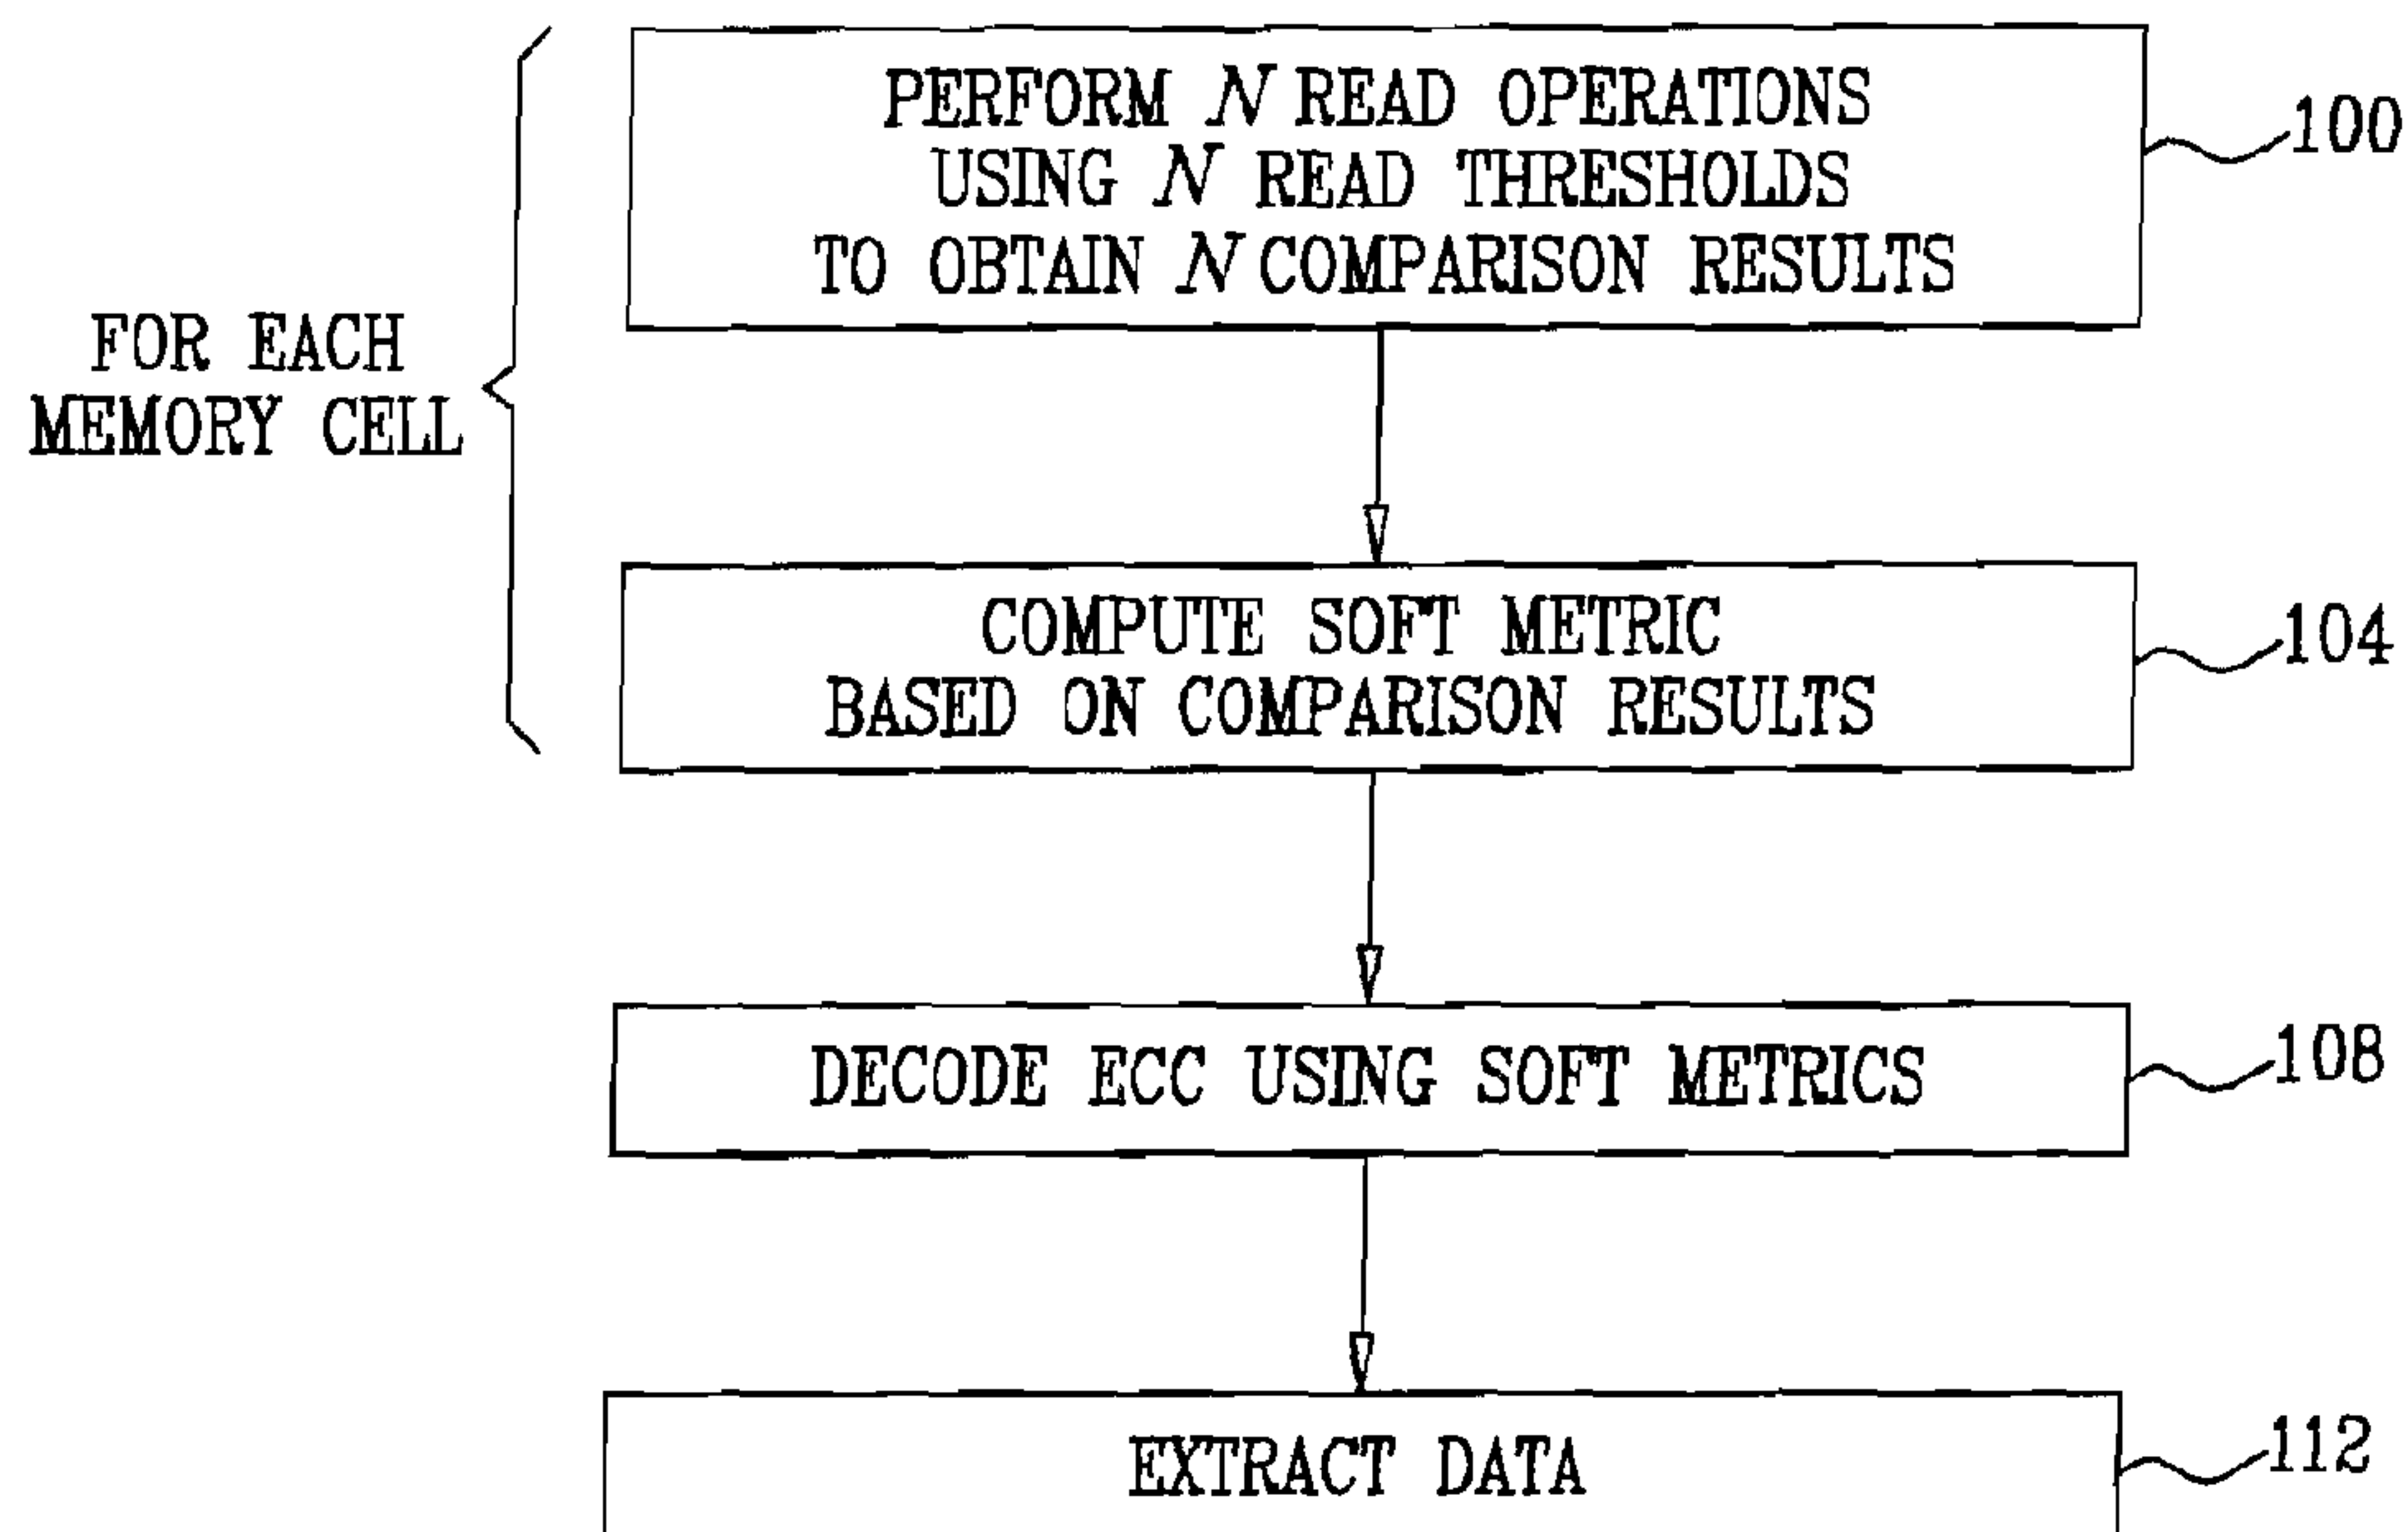 PERFORM N READ OPERATIONS
USING N READ THRESHOLDS
TO OBTAIN N COMPARISON RESULTS
100
FOR EACH
MEMORY CELL
COMPUTE SOFT METRIC
BASED ON COMPARISON RESULTS
104
DECODE ECC USING SOFT METRICS
108
EXTRACT DATA
112